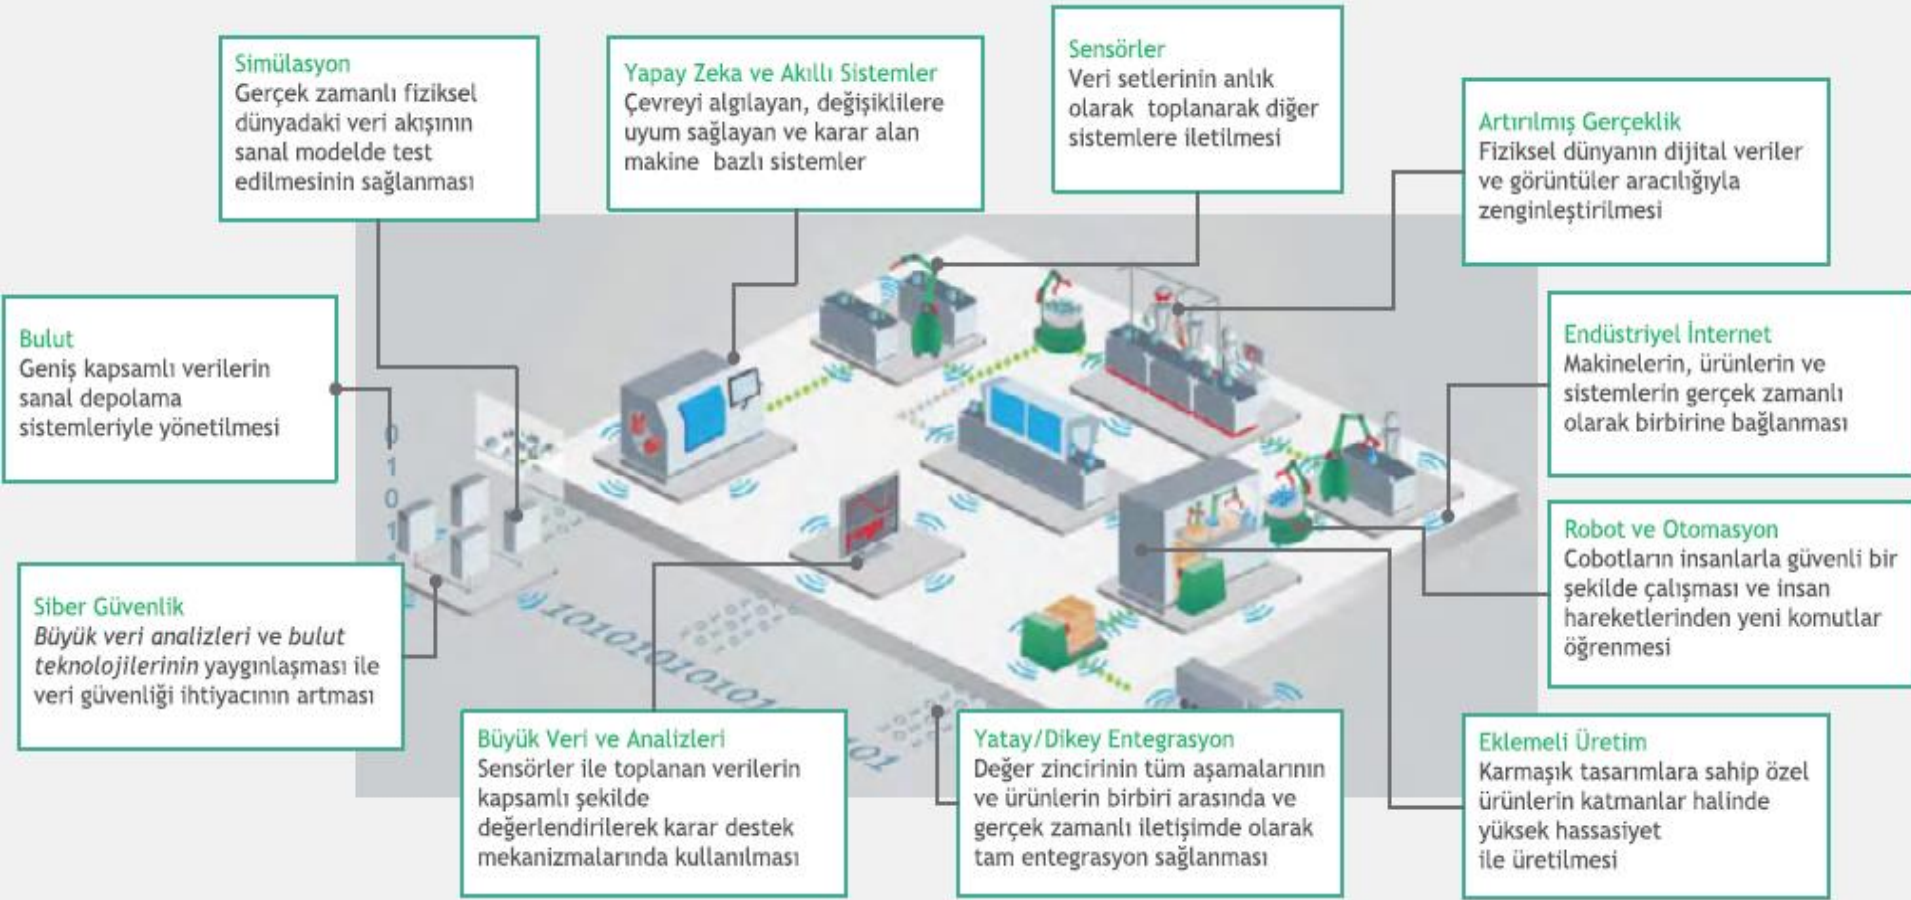 Simülasyon
Gerçek zamanlı fiziksel
dünyadaki veri akışının
sanal modelde test
edilmesinin sağlanması
Yapay Zeka ve Akıllı Sistemler
Çevreyi algılayan, değişiklilere
uyum sağlayan ve karar alan
makine bazlı sistemler
Sensörler
Veri setlerinin anlık
olarak toplanarak diğer
sistemlere iletilmesi
Artırılmış Gerçeklik
Fiziksel dünyanın dijital veriler
ve görüntüler aracılığıyla
zenginleştirilmesi
Bulut
Geniş kapsamlı verilerin
sanal depolama
sistemleriyle yönetilmesi
Endüstriyel İnternet
Makinelerin, ürünlerin ve
sistemlerin gerçek zamanlı
olarak birbirine bağlanması
Robot ve Otomasyon
Cobotların insanlarla güvenli bir
şekilde çalışması ve insan
hareketlerinden yeni komutlar
öğrenmesi
Siber Güvenlik
Büyük veri analizleri ve bulut
teknolojilerinin yaygınlaşması ile
veri güvenliği ihtiyacının artması
Büyük Veri ve Analizleri
Sensörler ile toplanan verilerin
kapsamlı şekilde
değerlendirilerek karar destek
mekanizmalarında kullanılması
Yatay/Dikey Entegrasyon
Değer zincirinin tüm aşamalarının
ve ürünlerin birbiri arasında ve
gerçek zamanlı iletişimde olarak
tam entegrasyon sağlanması
Eklemeli Üretim
Karmaşık tasarımlara sahip özel
ürünlerin katmanlar halinde
yüksek hassasiyet
ile üretilmesi